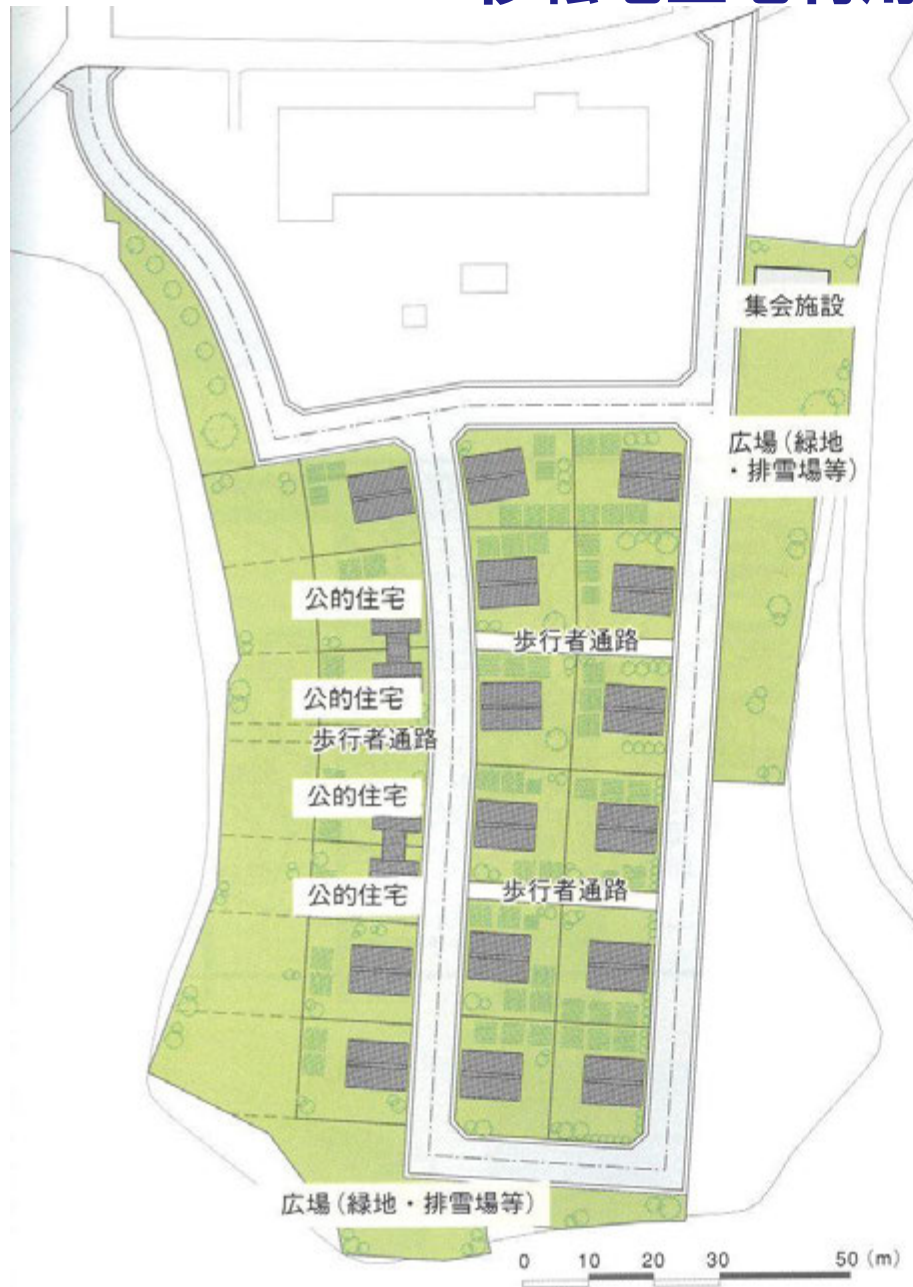 集会施設
広場（緑地
・排雪場等）
公的住宅
歩行者通路
公的住宅
歩行者通路
公的住宅
公的住宅
歩行者通路
広場（緑地・排雪場等）
0 10 20 30 50 (m)